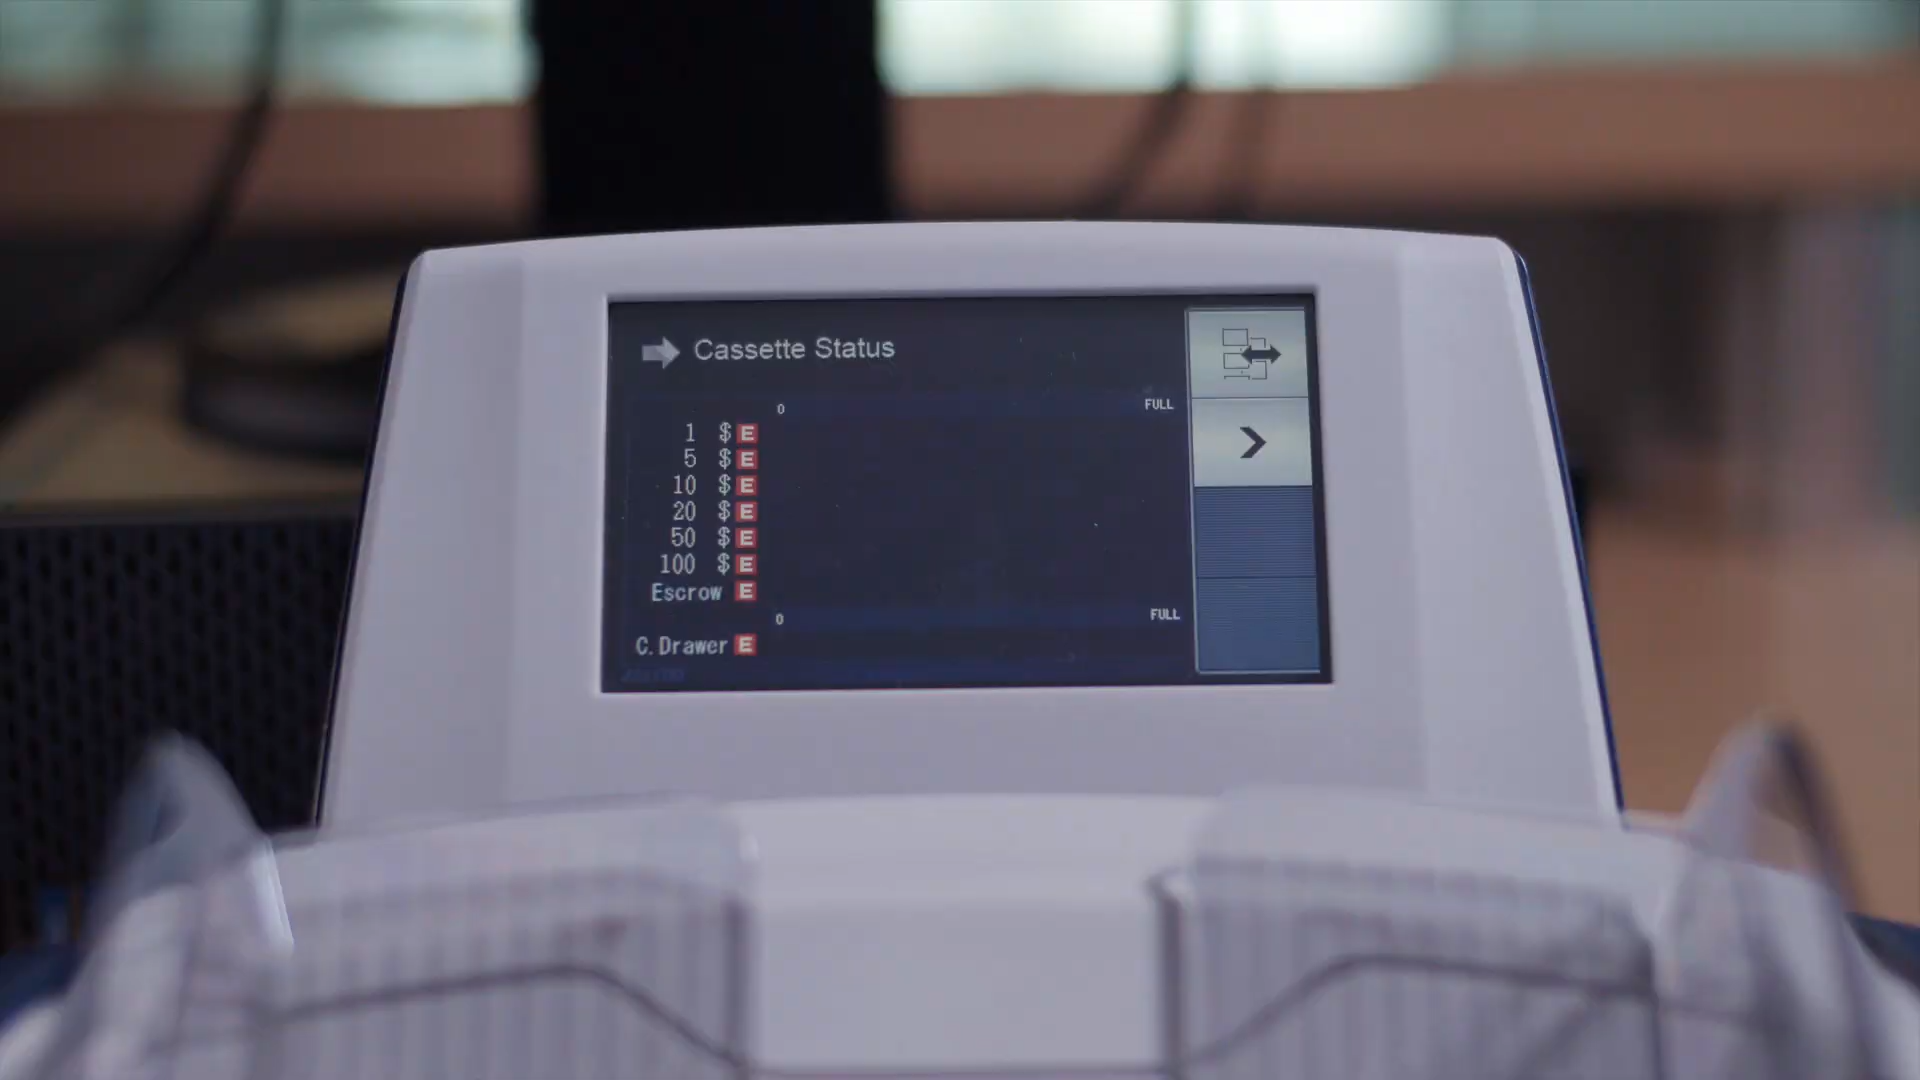 Cassette Status
0 FULL
1 $ E
5 $ E
10 $ E
20 $ E
50 $ E
100 $ E
Escrow E
0 FULL
C.Drawer E